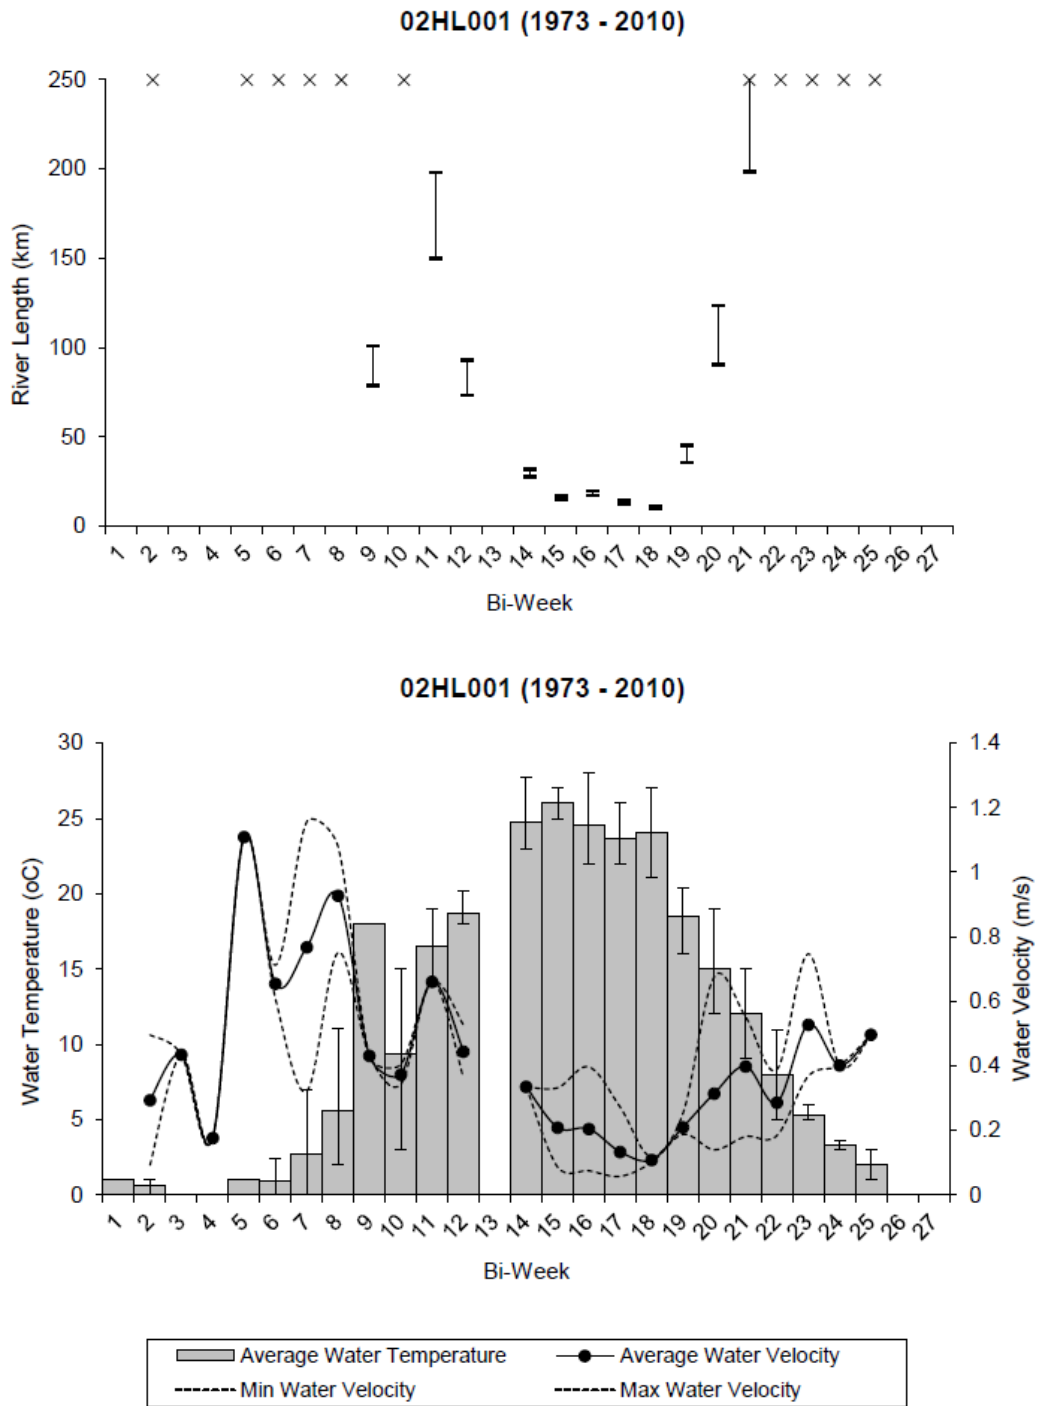 02HL001 (1973 - 2010)
250
200
150
100
50
0
River Length (km)
1 2 3 4 5 6 7 8 9 10 11 12 13 14 15 16 17 18 19 20 21 22 23 24 25 26 27
Bi-Week
02HL001 (1973 - 2010)
30
25
20
15
10
5
0
Water Temperature (oC)
1.4
1.2
1
0.8
0.6
0.4
0.2
0
Water Velocity (m/s)
1 2 3 4 5 6 7 8 9 10 11 12 13 14 15 16 17 18 19 20 21 22 23 24 25 26 27
Bi-Week
Average Water Temperature Average Water Velocity
Min Water Velocity Max Water Velocity